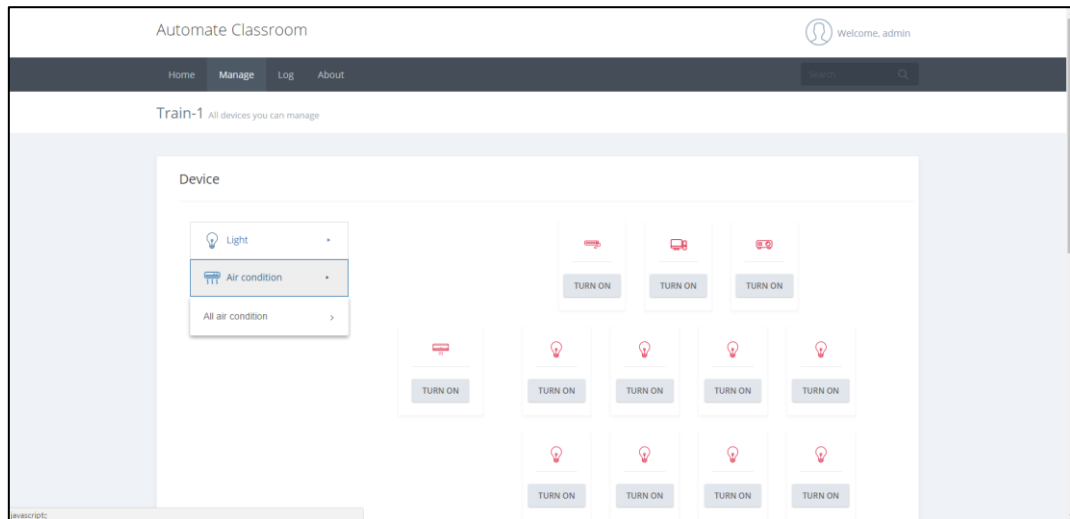 Automate Classroom
Welcome, admin
Home Manage Log About
Search
Train-1 All devices you can manage
Device
Light
Air condition
All air condition
TURN ON TURN ON TURN ON
TURN ON TURN ON TURN ON TURN ON TURN ON
TURN ON TURN ON TURN ON TURN ON
javascript:;